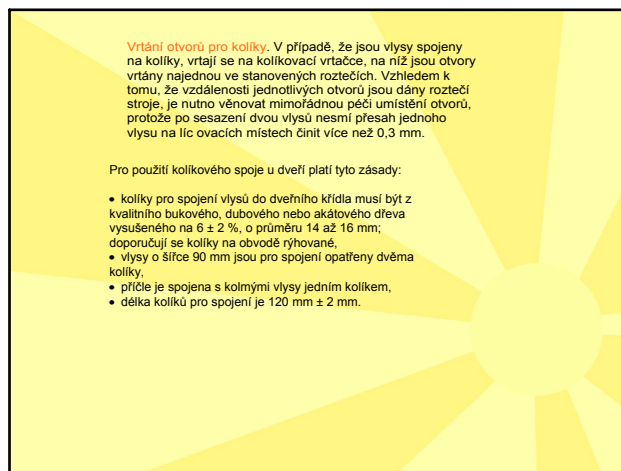 Vrtání otvorů pro kolíky. V případě, že jsou vlysy spojeny
na kolíky, vrtají se na kolíkovací vrtačce, na níž jsou otvory
vrtány najednou ve stanovených roztečích. Vzhledem k
tomu, že vzdálenosti jednotlivých otvorů jsou dány roztečí
stroje, je nutno věnovat mimořádnou péči umístění otvorů,
protože po sesazení dvou vlysů nesmí přesah jednoho
vlysu na líc ovacích místech činit více než 0,3 mm.
Pro použití kolíkového spoje u dveří platí tyto zásady:
• kolíky pro spojení vlysů do dveřního křídla musí být z
kvalitního bukového, dubového nebo akátového dřeva
vysušeného na 6 ± 2 %, o průměru 14 až 16 mm;
doporučují se kolíky na obvodě rýhované,
• vlysy o šířce 90 mm jsou pro spojení opatřeny dvěma
kolíky,
• příčle je spojena s kolmými vlysy jedním kolíkem,
• délka kolíků pro spojení je 120 mm ± 2 mm.